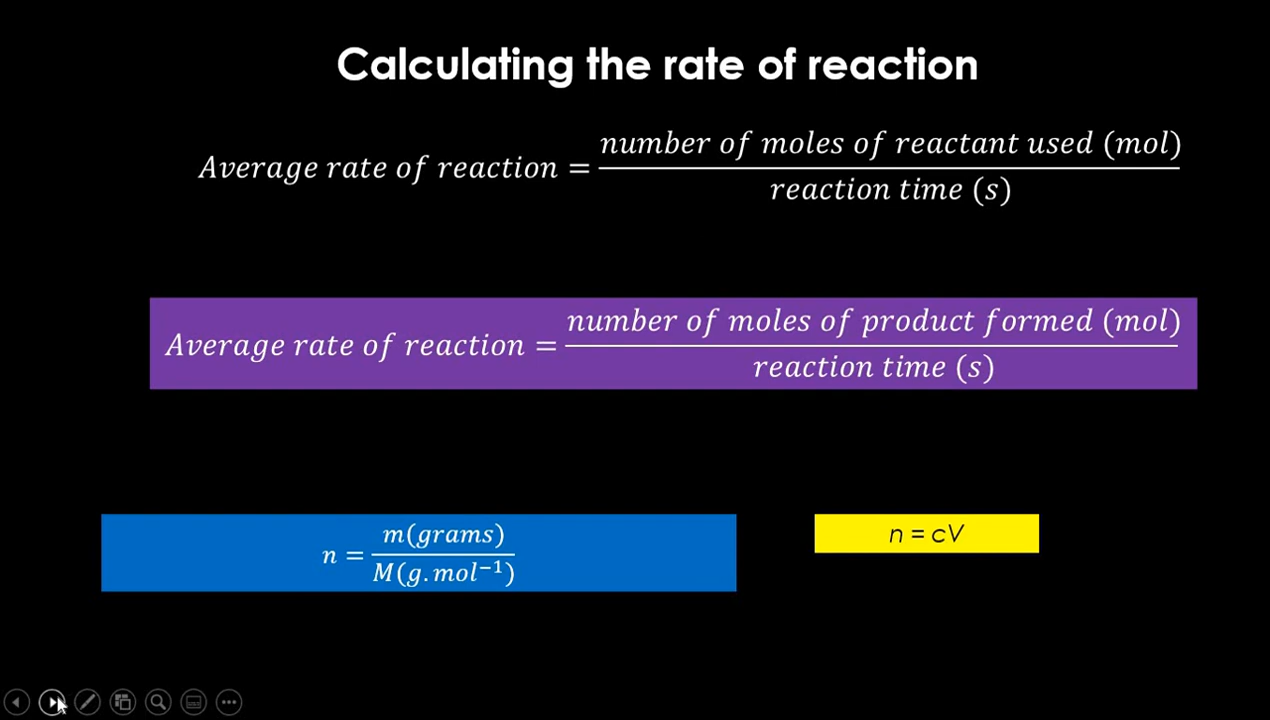 Calculating the rate of reaction
Average rate of reaction = number of moles of reactant used (mol) / reaction time (s)
Average rate of reaction = number of moles of product formed (mol) / reaction time (s)
n = m(grams) / M(g.mol⁻¹)
n = cV